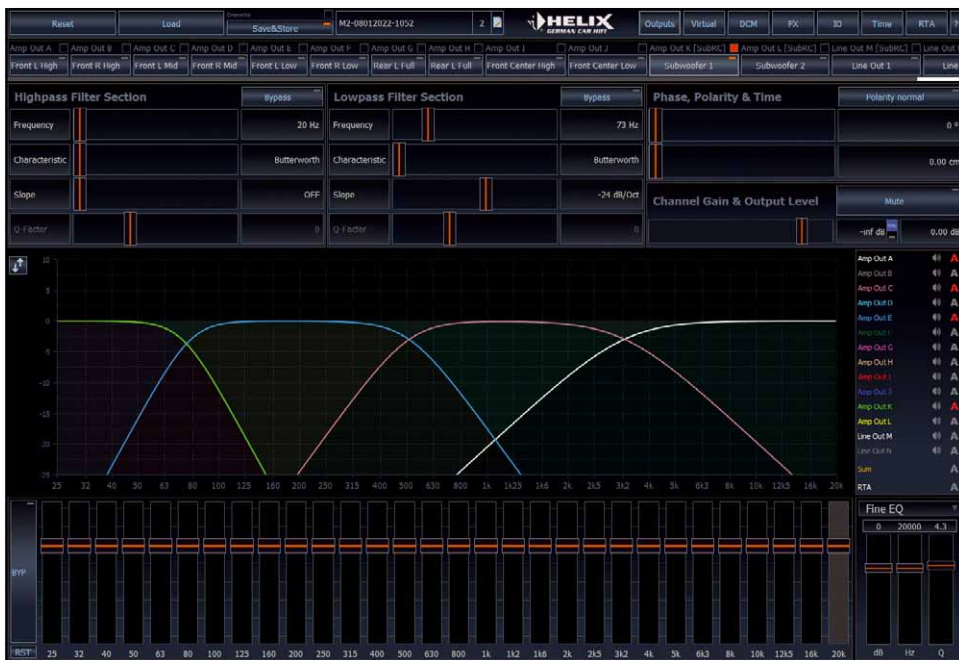 Reset Load Overwrite Save&Store M2-08012022-1052 2 HELIX GERMAN CAR HIFI Outputs Virtual DCM FX IO Time RTA ?
Amp Out A Amp Out B Amp Out C Amp Out D Amp Out E Amp Out F Amp Out G Amp Out H Amp Out I Amp Out J Amp Out K [SubRC] Amp Out L [SubRC] Line Out M [SubRC] Line Out
Front L High Front R High Front L Mid Front R Mid Front L Low Front R Low Rear L Full Rear L Full Front Center High Front Center Low Subwoofer 1 Subwoofer 2 Line Out 1 Line
Highpass Filter Section Bypass Lowpass Filter Section Bypass Phase, Polarity & Time Polarity normal
Frequency 20 Hz Frequency 73 Hz 0 °
Characteristic Butterworth Characteristic Butterworth 0.00 cm
Slope OFF Slope -24 dB/Oct Channel Gain & Output Level Mute
Q-Factor 0 Q-Factor 0 -inf dB 0.00 dB
10
5
0
-5
-10
-15
-20
-25
25 32 40 50 63 80 100 125 160 200 250 315 400 500 630 800 1k 1k25 1k6 2k 2k5 3k2 4k 5k 6k3 8k 10k 12k5 16k 20k
Amp Out A A
Amp Out B A
Amp Out C A
Amp Out D A
Amp Out E A
Amp Out F A
Amp Out G A
Amp Out H A
Amp Out I A
Amp Out J A
Amp Out K A
Amp Out L A
Line Out M A
Line Out N A
Sum A
RTA A
BYP
RST 25 32 40 50 63 80 100 125 160 200 250 315 400 500 630 800 1k 1k2 1k6 2k 2k5 3k2 4k 5k 6k3 8k 10k 12k5 16k 20k
Fine EQ
0 20000 4.3
dB Hz Q